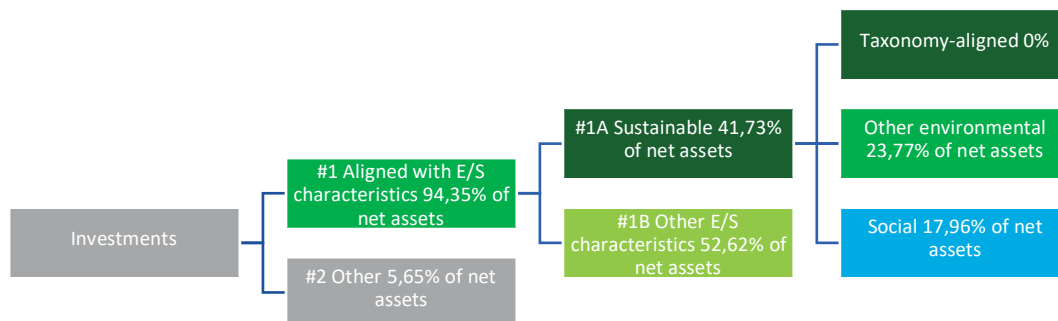 Investments
#1 Aligned with E/S
characteristics 94,35% of
net assets
#2 Other 5,65% of net
assets
#1A Sustainable 41,73%
of net assets
#1B Other E/S
characteristics 52,62% of
net assets
Taxonomy-aligned 0%
Other environmental
23,77% of net assets
Social 17,96% of net
assets